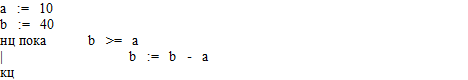 a := 10
b := 40
нц пока b >= a
| b := b - a
кц